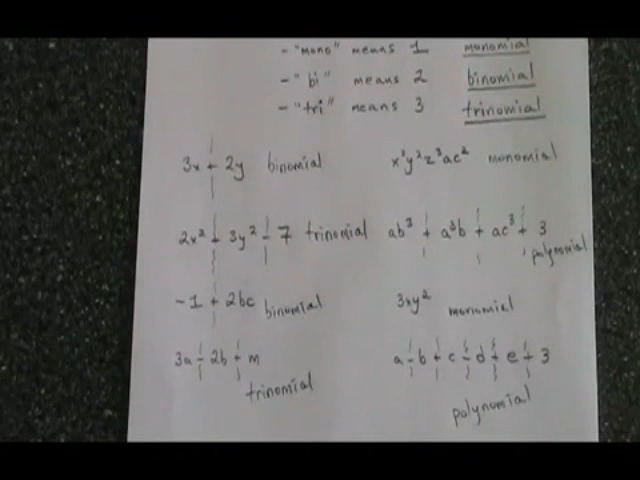 - "mono" means 1 monomial
- "bi" means 2 binomial
- "tri" means 3 trinomial
3x + 2y binomial
x²y²z³ac² monomial
2x² + 3y² - 7 trinomial
ab³ + a³b + ac³ + 3
polynomial
-1 + 2bc binomial
3xy² monomial
3a - 2b + m
trinomial
a - b + c - d + e + 3
polynomial